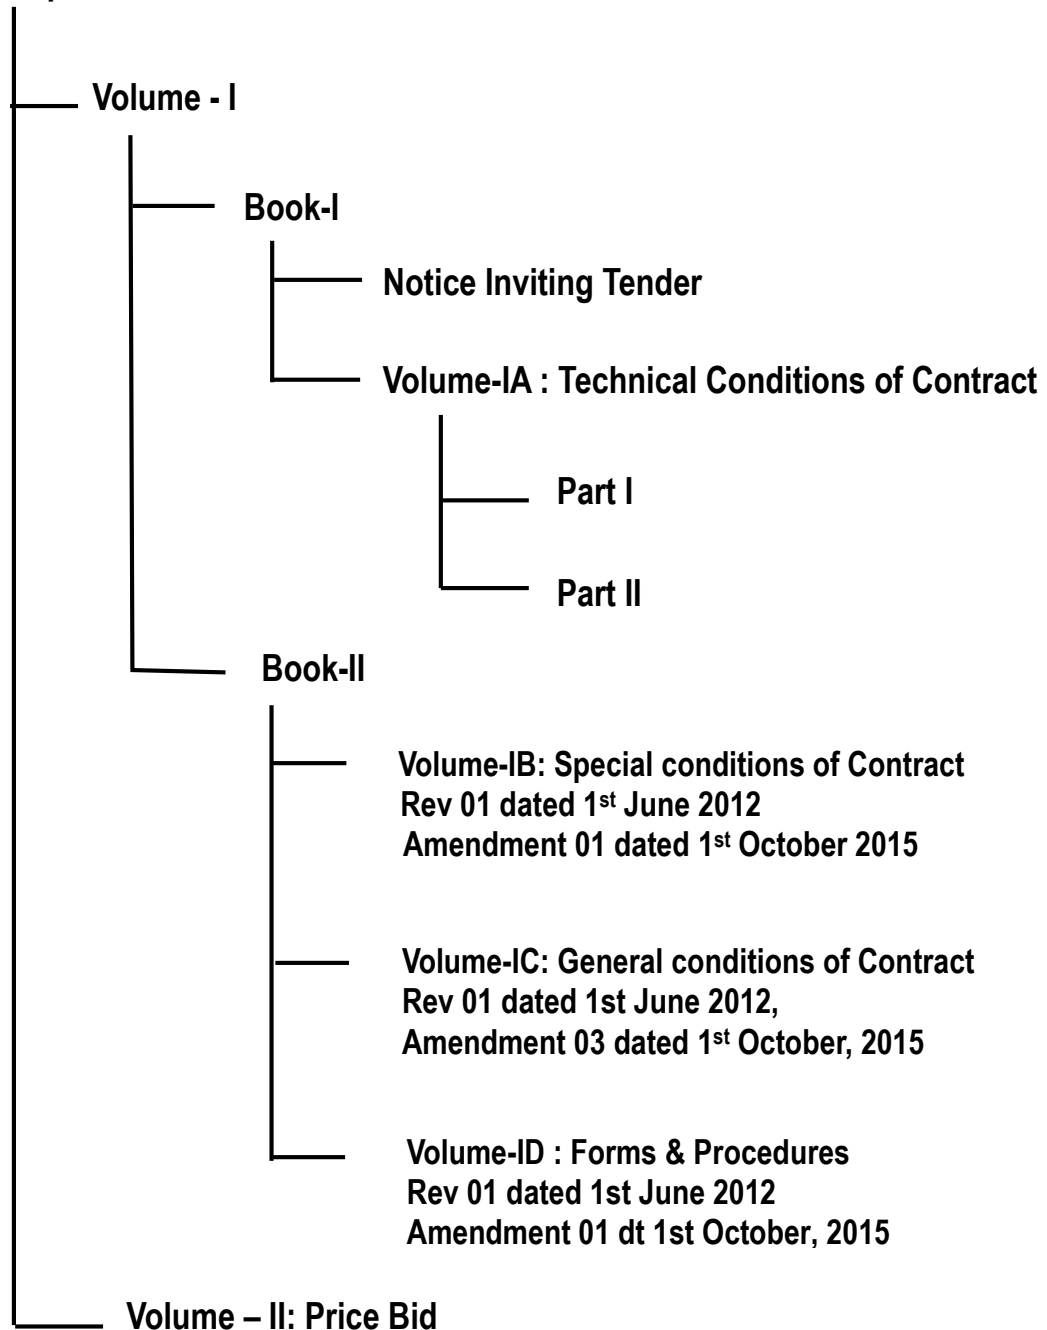 Volume - I
Book-I
Notice Inviting Tender
Volume-IA : Technical Conditions of Contract
Part I
Part II
Book-II
Volume-IB: Special conditions of Contract
Rev 01 dated 1st June 2012
Amendment 01 dated 1st October 2015
Volume-IC: General conditions of Contract
Rev 01 dated 1st June 2012,
Amendment 03 dated 1st October, 2015
Volume-ID : Forms & Procedures
Rev 01 dated 1st June 2012
Amendment 01 dt 1st October, 2015
Volume – II: Price Bid